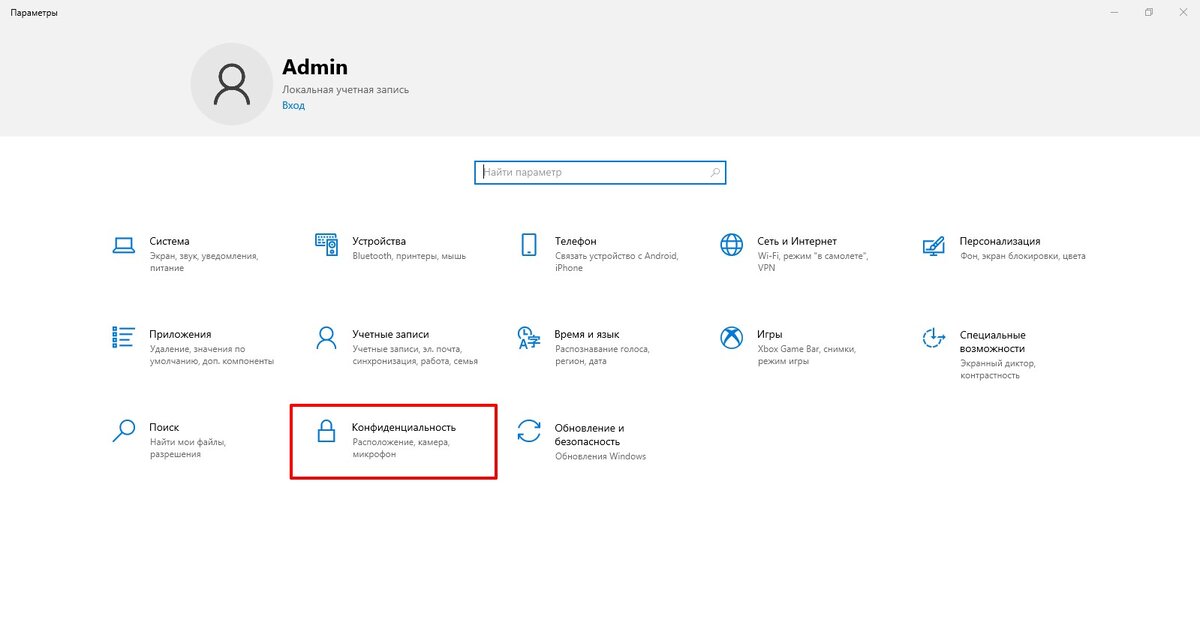 Параметры
Admin
Локальная учетная запись
Вход
Найти параметр
Система
Экран, звук, уведомления,
питание
Устройства
Bluetooth, принтеры, мышь
Телефон
Связать устройство с Android,
iPhone
Сеть и Интернет
Wi-Fi, режим "в самолете",
VPN
Персонализация
Фон, экран блокировки, цвета
Приложения
Удаление, значения по
умолчанию, доп. компоненты
Учетные записи
Учетные записи, эл. почта,
синхронизация, работа, семья
Время и язык
Распознавание голоса,
регион, дата
Игры
Xbox Game Bar, снимки,
режим игры
Специальные
возможности
Экранный диктор,
контрастность
Поиск
Найти мои файлы,
разрешения
Конфиденциальность
Расположение, камера,
микрофон
Обновление и
безопасность
Обновления Windows